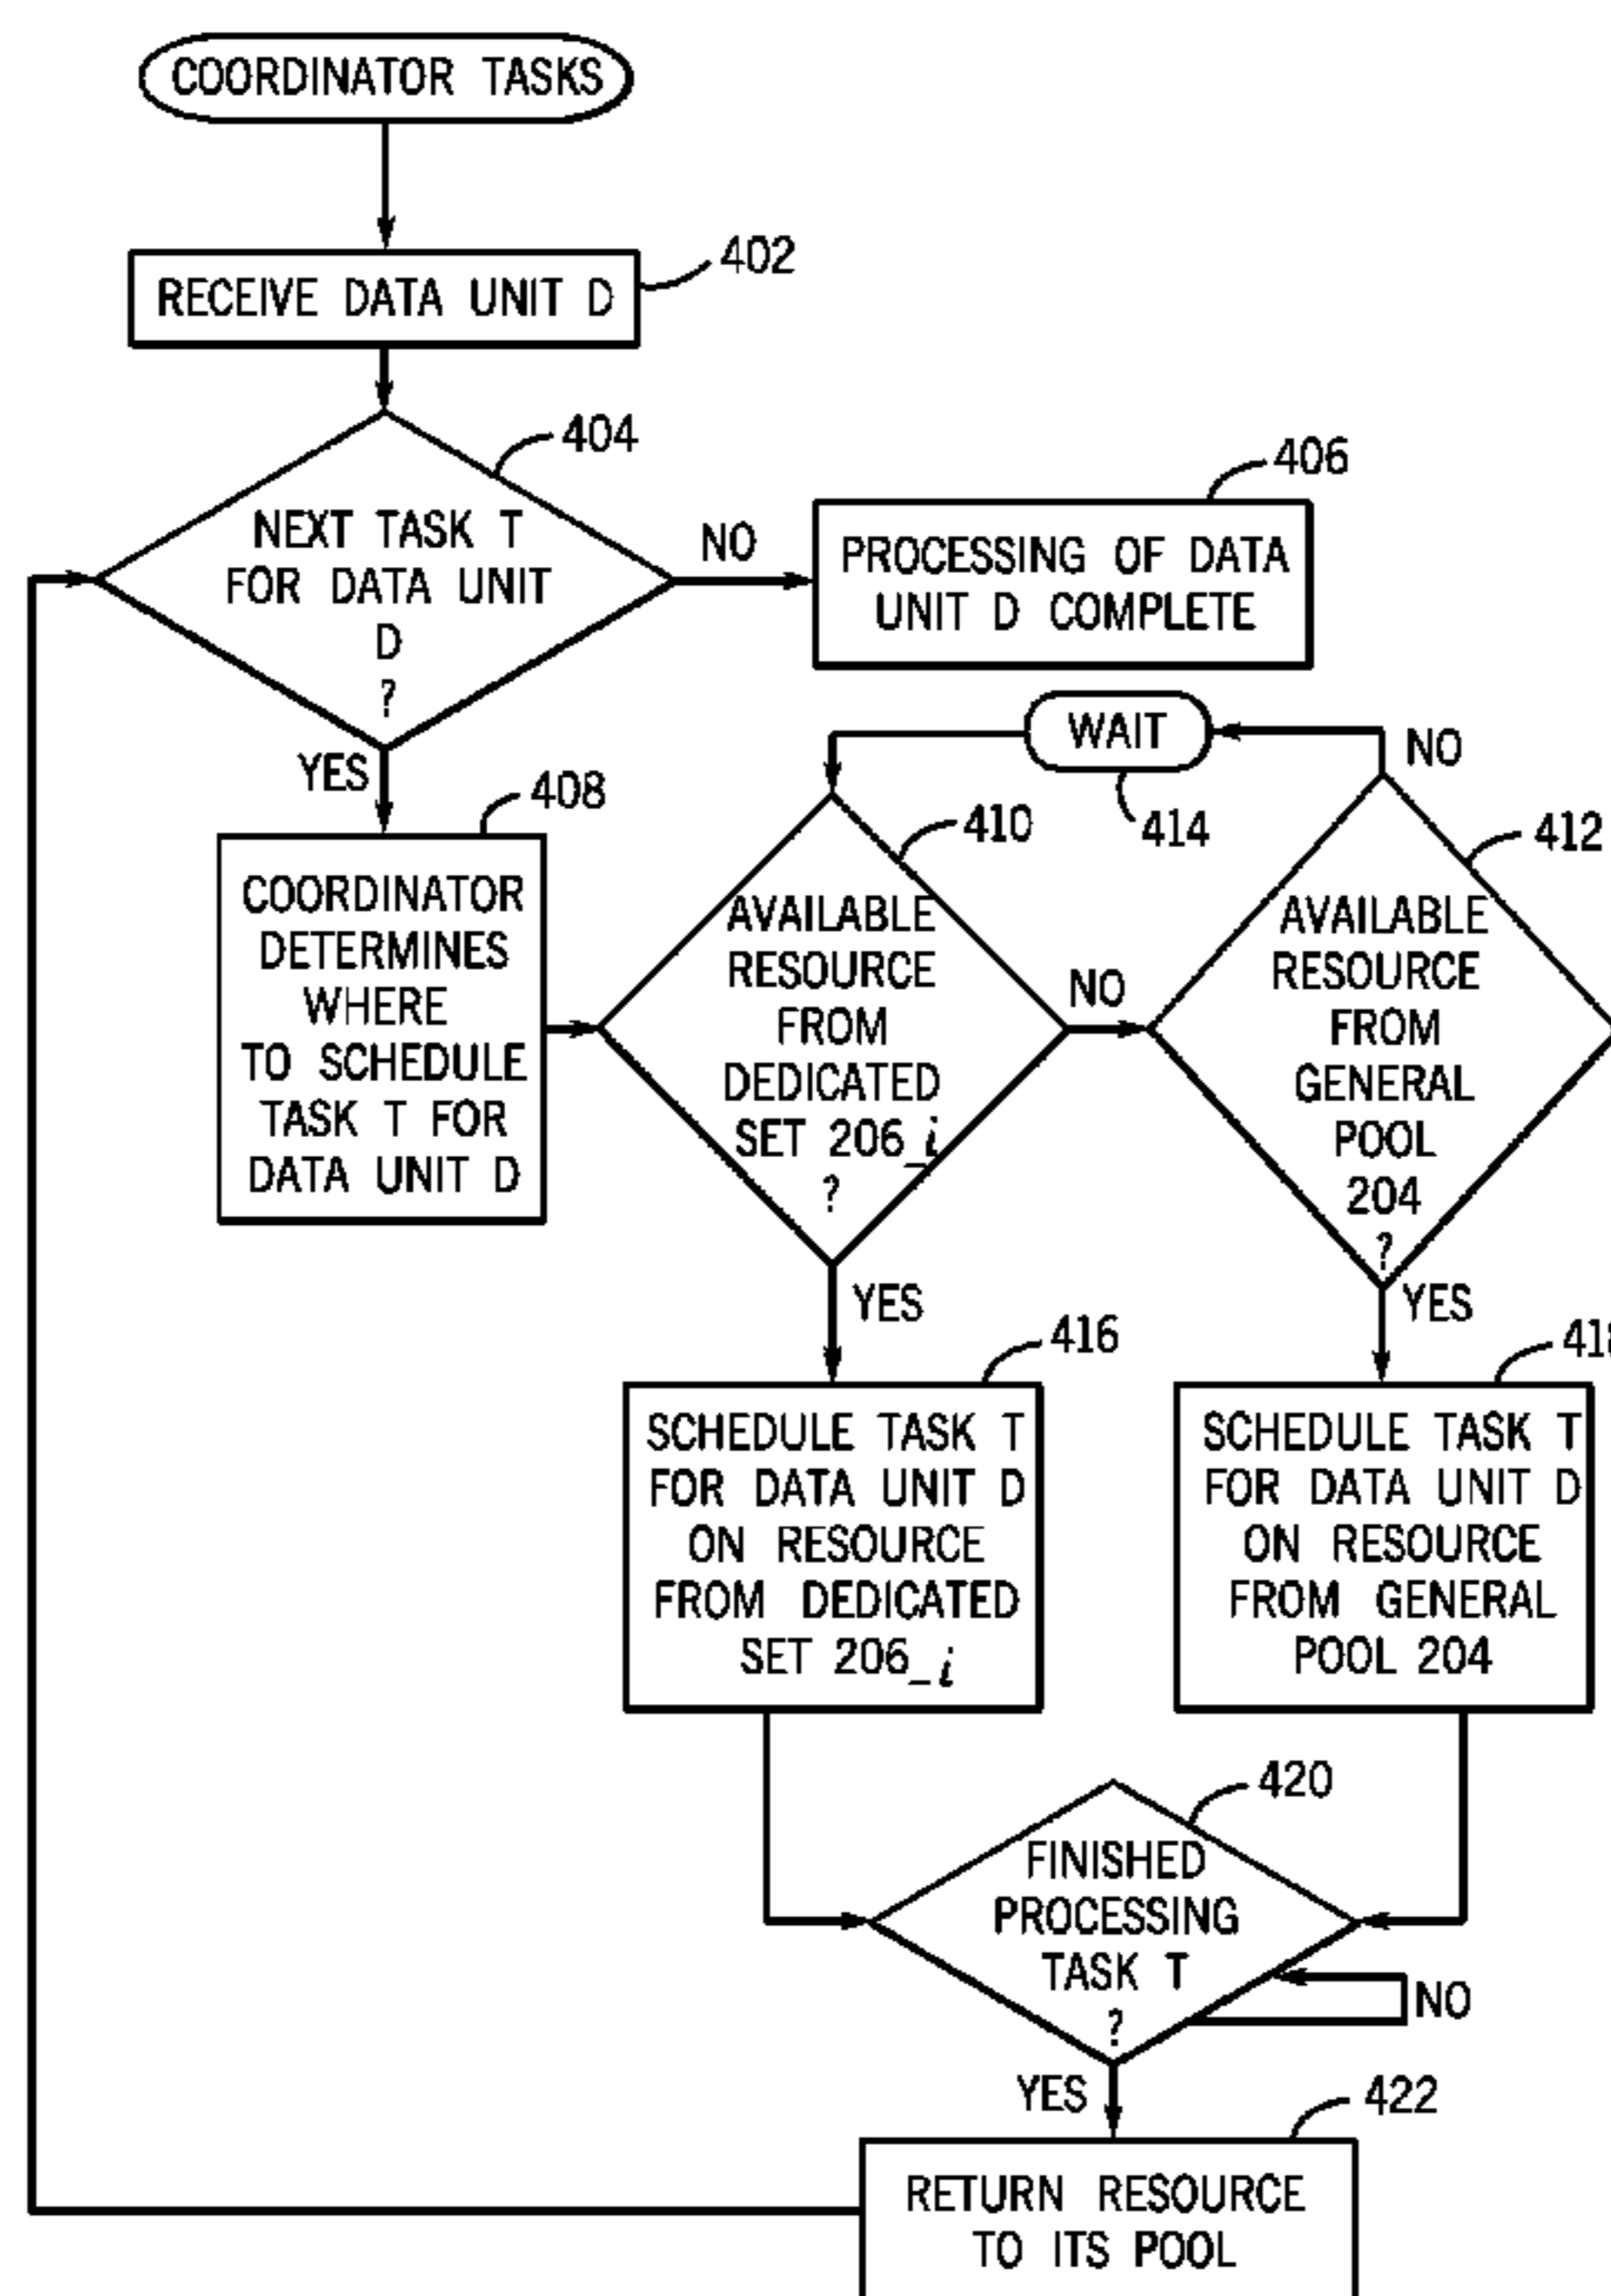 COORDINATOR TASKS
RECEIVE DATA UNIT D
402
404
NEXT TASK T
FOR DATA UNIT
D
?
NO
406
PROCESSING OF DATA
UNIT D COMPLETE
YES
408
COORDINATOR
DETERMINES
WHERE
TO SCHEDULE
TASK T FOR
DATA UNIT D
WAIT
414
NO
410
AVAILABLE
RESOURCE
FROM
DEDICATED
SET 206_i
?
NO
412
AVAILABLE
RESOURCE
FROM
GENERAL
POOL
204
?
YES
YES
416
SCHEDULE TASK T
FOR DATA UNIT D
ON RESOURCE
FROM DEDICATED
SET 206_i
SCHEDULE TASK T
FOR DATA UNIT D
ON RESOURCE
FROM GENERAL
POOL 204
420
FINISHED
PROCESSING
TASK T
?
NO
YES
422
RETURN RESOURCE
TO ITS POOL